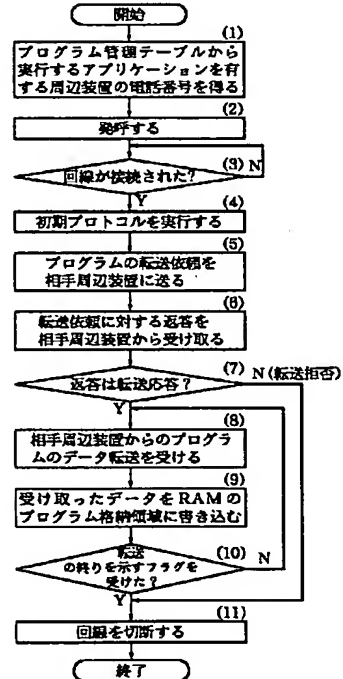 開始
(1)
プログラム管理テーブルから
実行するアプリケーションを有
する周辺装置の電話番号を得る
(2)
発呼する
(3) N
回線が接続された?
Y (4)
初期プロトコルを実行する
(5)
プログラムの転送依頼を
相手周辺装置に送る
(6)
転送依頼に対する返答を
相手周辺装置から受け取る
(7) N(転送拒否)
返答は転送応答?
Y
(8)
相手周辺装置からのプログラ
ムのデータ転送を受ける
(9)
受け取ったデータをRAMの
プログラム格納領域に書き込む
(10) N
転送
の終りを示すフラグを
受けた?
Y
(11)
回線を切断する
終了